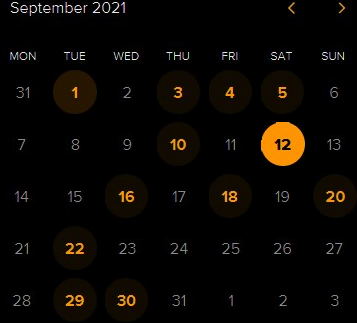 September 2021
MON TUE WED THU FRI SAT SUN
31 1 2 3 4 5 6
7 8 9 10 11 12 13
14 15 16 17 18 19 20
21 22 23 24 25 26 27
28 29 30 31 1 2 3